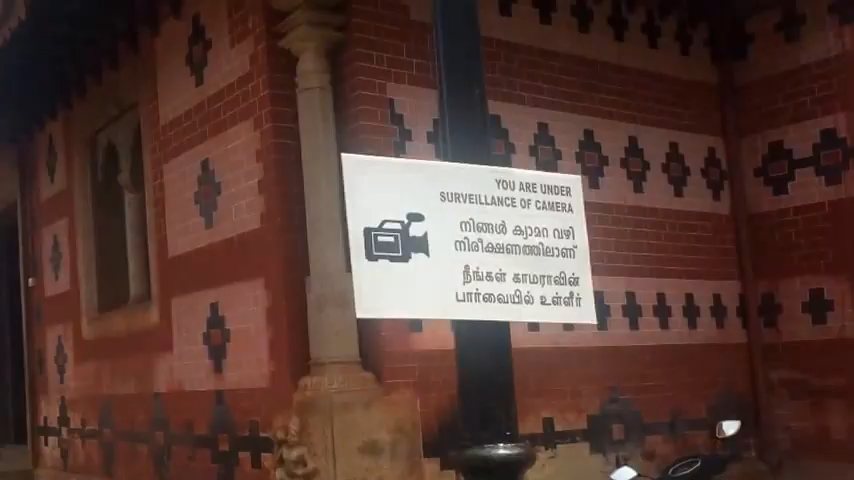 YOU ARE UNDER
SURVEILLANCE OF CAMERA
നിങ്ങൾ ക്യാമറ വഴി
നിരീക്ഷണത്തിലാണ്
நீங்கள் காமராவின்
பார்வையில் உள்ளீர்